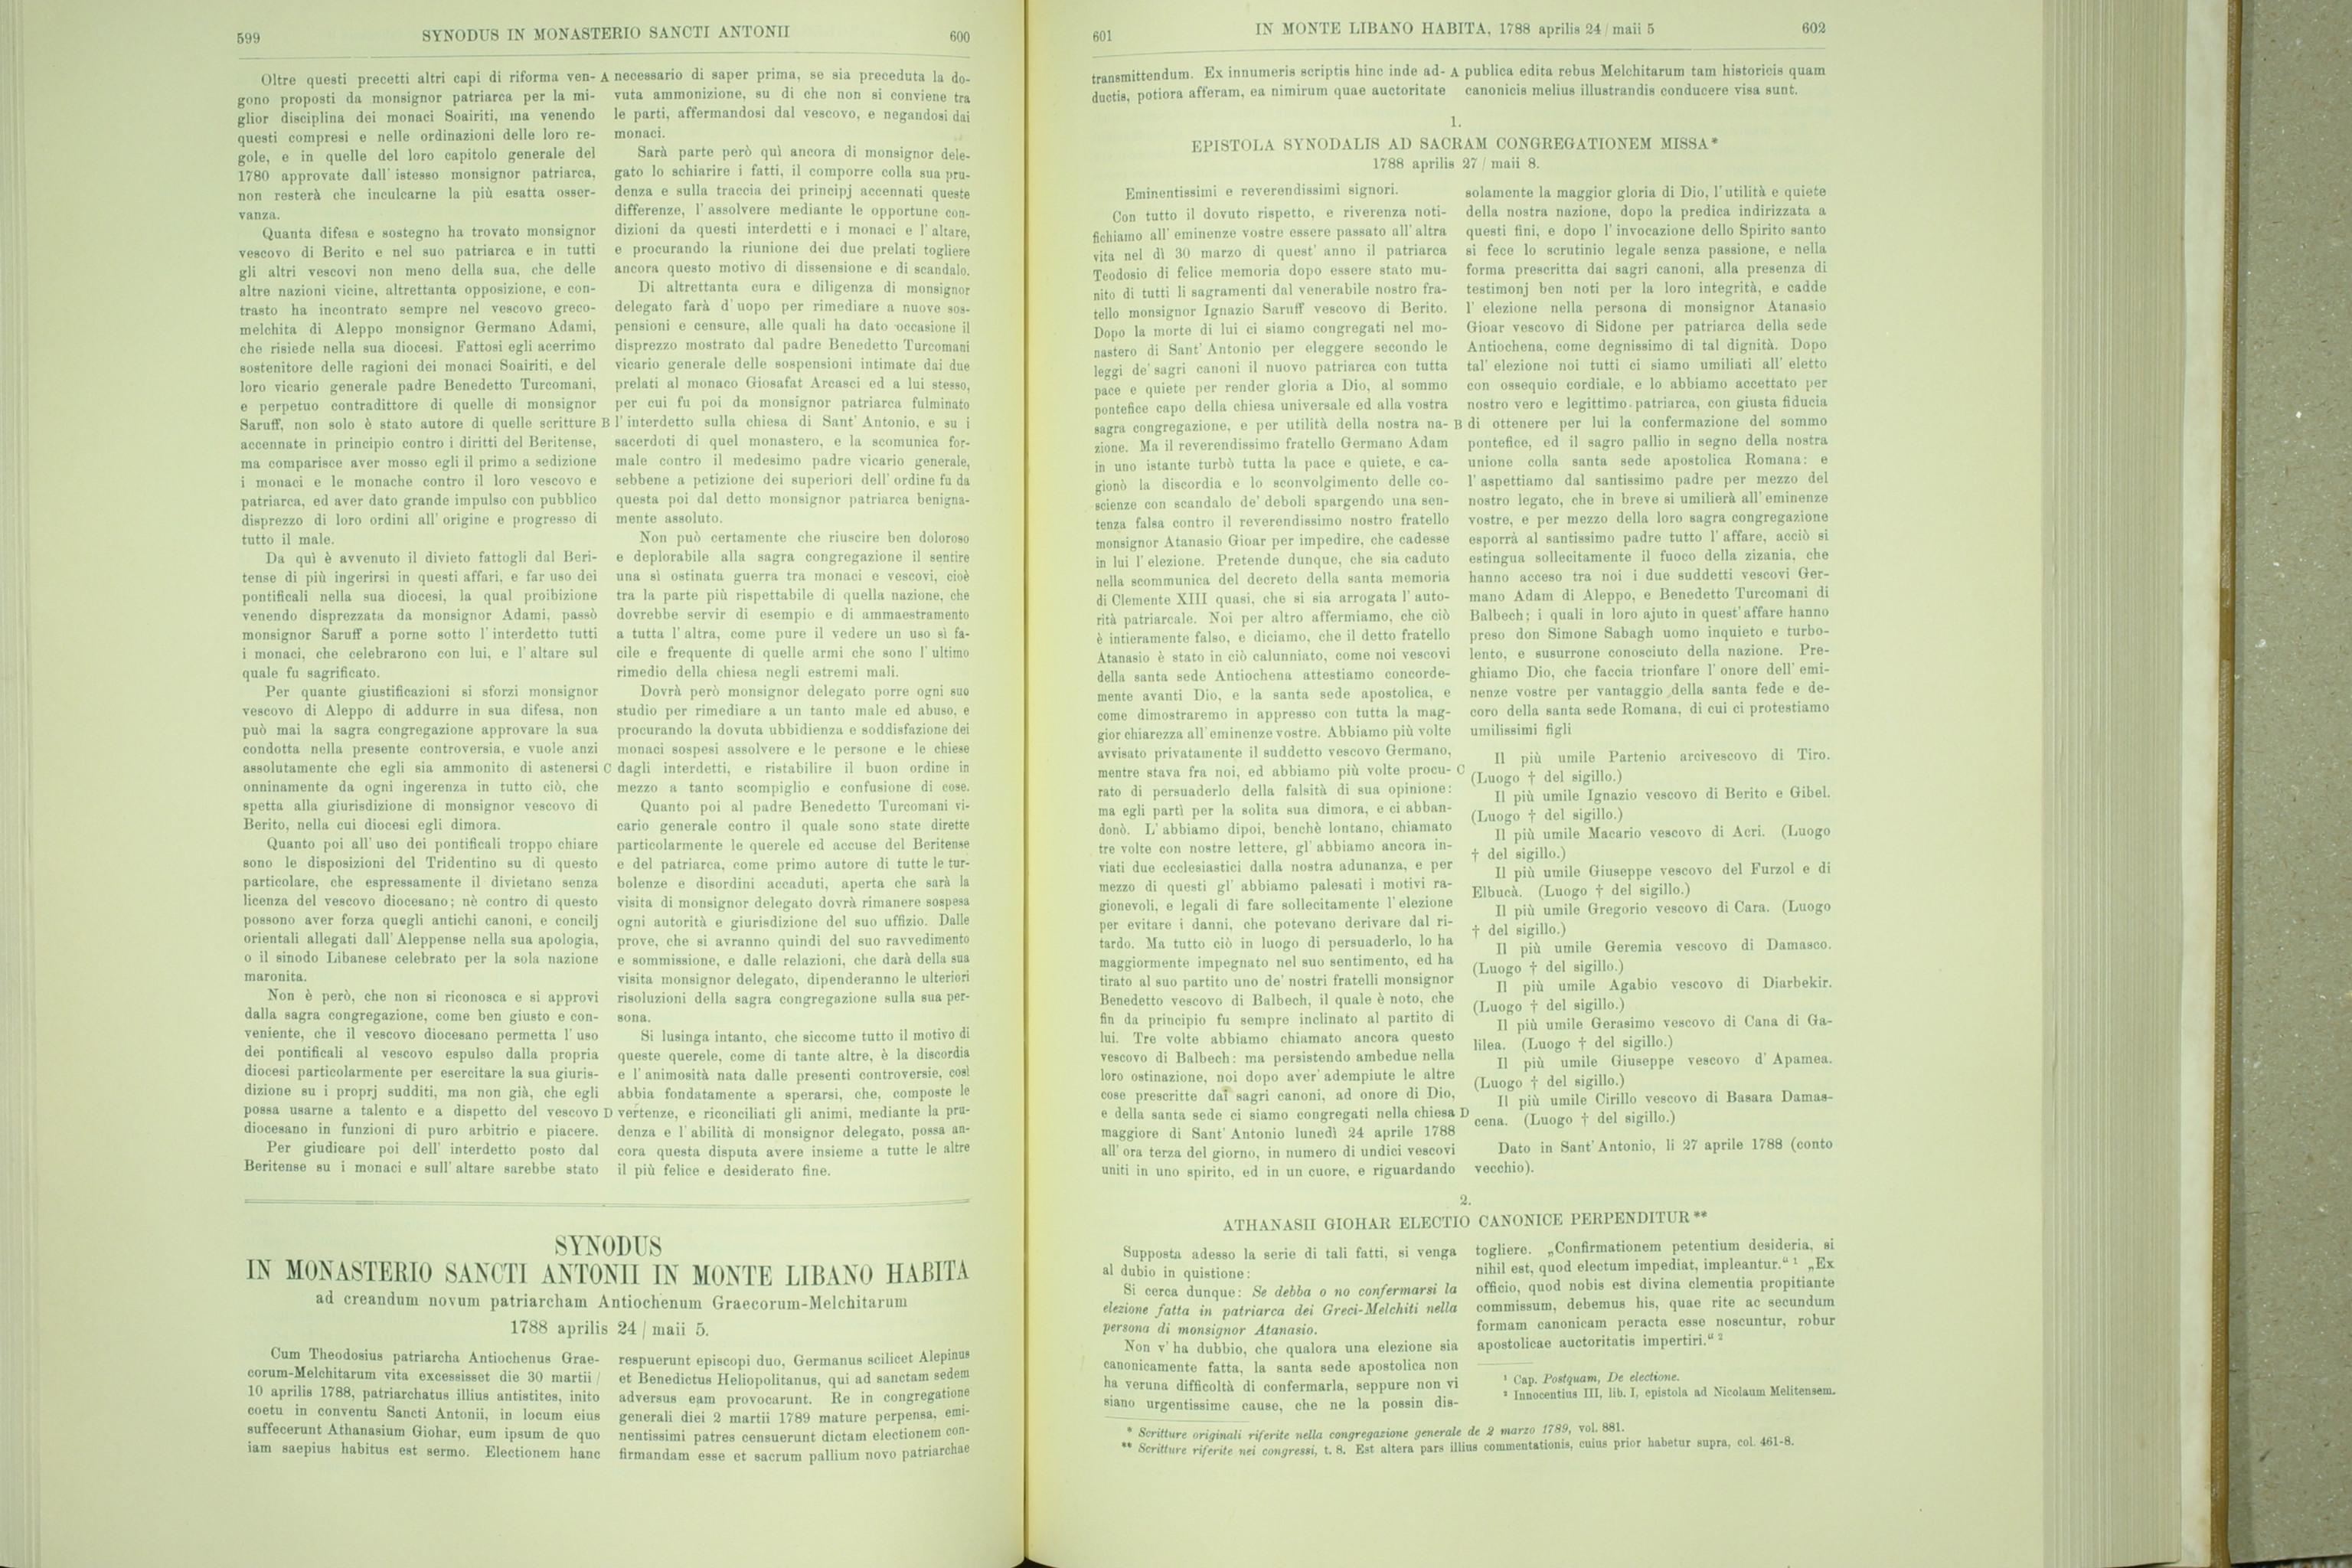 599
SYNODUS IN MONASTERIO SANCTI ANTONII
600
Oltre questi precetti altri capi di riforma ven-
gono proposti da monsignor patriarca per la mi-
glior disciplina dei monaci Soairiti, ma venendo
questi compresi e nelle ordinazioni delle loro re-
gole, e in quelle del loro capitolo generale del
1780 approvate dall' istesso monsignor patriarca,
non resterà che inculcarne la più esatta osser-
vanza.
Quanta difesa e sostegno ha trovato monsignor
vescovo di Berito e nel suo patriarca e in tutti
gli altri vescovi non meno della sua, che delle
altre nazioni vicine, altrettanta opposizione, e con-
trasto ha incontrato sempre nel vescovo greco-
melchita di Aleppo monsignor Germano Adami,
che risiede nella sua diocesi. Fattosi egli acerrimo
sostenitore delle ragioni dei monaci Soairiti, e del
loro vicario generale padre Benedetto Turcomani,
e perpetuo contradittore di quelle di monsignor
Saruff, non solo è stato autore di quelle scritture
accennate in principio contro i diritti del Beritense,
ma comparisce aver mosso egli il primo a sedizione
i monaci e le monache contro il loro vescovo e
patriarca, ed aver dato grande impulso con pubblico
disprezzo di loro ordini all' origine e progresso di
tutto il male.
Da quì è avvenuto il divieto fattogli dal Beri-
tense di più ingerirsi in questi affari, e far uso dei
pontificali nella sua diocesi, la qual proibizione
venendo disprezzata da monsignor Adami, passò
monsignor Saruff a porne sotto l' interdetto tutti
i monaci, che celebrarono con lui, e l' altare sul
quale fu sagrificato.
Per quante giustificazioni si sforzi monsignor
vescovo di Aleppo di addurre in sua difesa, non
può mai la sagra congregazione approvare la sua
condotta nella presente controversia, e vuole anzi
assolutamente che egli sia ammonito di astenersi
onninamente da ogni ingerenza in tutto ciò, che
spetta alla giurisdizione di monsignor vescovo di
Berito, nella cui diocesi egli dimora.
Quanto poi all' uso dei pontificali troppo chiare
sono le disposizioni del Tridentino su di questo
particolare, che espressamente il divietano senza
licenza del vescovo diocesano; nè contro di questo
possono aver forza quegli antichi canoni, e concilj
orientali allegati dall' Aleppense nella sua apologia,
o il sinodo Libanese celebrato per la sola nazione
maronita.
Non è però, che non si riconosca e si approvi
dalla sagra congregazione, come ben giusto e con-
veniente, che il vescovo diocesano permetta l' uso
dei pontificali al vescovo espulso dalla propria
diocesi particolarmente per esercitare la sua giuris-
dizione su i proprj sudditi, ma non già, che egli
possa usarne a talento e a dispetto del vescovo
diocesano in funzioni di puro arbitrio e piacere.
Per giudicare poi dell' interdetto posto dal
Beritense su i monaci e sull' altare sarebbe stato
A
B
C
D
necessario di saper prima, se sia preceduta la do-
vuta ammonizione, su di che non si conviene tra
le parti, affermandosi dal vescovo, e negandosi dai
monaci.
Sarà parte però quì ancora di monsignor dele-
gato lo schiarire i fatti, il comporre colla sua pru-
denza e sulla traccia dei principj accennati queste
differenze, l' assolvere mediante le opportune con-
dizioni da questi interdetti e i monaci e l' altare,
e procurando la riunione dei due prelati togliere
ancora questo motivo di dissensione e di scandalo.
Di altrettanta cura e diligenza di monsignor
delegato farà d' uopo per rimediare a nuove sos-
pensioni e censure, alle quali ha dato occasione il
disprezzo mostrato dal padre Benedetto Turcomani
vicario generale delle sospensioni intimate dai due
prelati al monaco Giosafat Arcasci ed a lui stesso,
per cui fu poi da monsignor patriarca fulminato
l' interdetto sulla chiesa di Sant' Antonio, e su i
sacerdoti di quel monastero, e la scomunica for-
male contro il medesimo padre vicario generale,
sebbene a petizione dei superiori dell' ordine fu da
questa poi dal detto monsignor patriarca benigna-
mente assoluto.
Non può certamente che riuscire ben doloroso
e deplorabile alla sagra congregazione il sentire
una sì ostinata guerra tra monaci e vescovi, cioè
tra la parte più rispettabile di quella nazione, che
dovrebbe servir di esempio e di ammaestramento
a tutta l' altra, come pure il vedere un uso sì fa-
cile e frequente di quelle armi che sono l' ultimo
rimedio della chiesa negli estremi mali.
Dovrà però monsignor delegato porre ogni suo
studio per rimediare a un tanto male ed abuso, e
procurando la dovuta ubbidienza e soddisfazione dei
monaci sospesi assolvere e le persone e le chiese
dagli interdetti, e ristabilire il buon ordine in
mezzo a tanto scompiglio e confusione di cose.
Quanto poi al padre Benedetto Turcomani vi-
cario generale contro il quale sono state dirette
particolarmente le querele ed accuse del Beritense
e del patriarca, come primo autore di tutte le tur-
bolenze e disordini accaduti, aperta che sarà la
visita di monsignor delegato dovrà rimanere sospesa
ogni autorità e giurisdizione del suo uffizio. Dalle
prove, che si avranno quindi del suo ravvedimento
e sommissione, e dalle relazioni, che darà della sua
visita monsignor delegato, dipenderanno le ulteriori
risoluzioni della sagra congregazione sulla sua per-
sona.
Si lusinga intanto, che siccome tutto il motivo di
queste querele, come di tante altre, è la discordia
e l' animosità nata dalle presenti controversie, così
abbia fondatamente a sperarsi, che, composte le
vertenze, e riconciliati gli animi, mediante la pru-
denza e l' abilità di monsignor delegato, possa an-
cora questa disputa avere insieme a tutte le altre
il più felice e desiderato fine.
SYNODUS
IN MONASTERIO SANCTI ANTONII IN MONTE LIBANO HABITA
ad creandum novum patriarcham Antiochenum Graecorum-Melchitarum
1788 aprilis 24 / maii 5.
Cum Theodosius patriarcha Antiochenus Grae-
corum-Melchitarum vita excessisset die 30 martii /
10 aprilis 1788, patriarchatus illius antistites, inito
coetu in conventu Sancti Antonii, in locum eius
suffecerunt Athanasium Giohar, eum ipsum de quo
iam saepius habitus est sermo. Electionem hanc
respuerunt episcopi duo, Germanus scilicet Alepinus
et Benedictus Heliopolitanus, qui ad sanctam sedem
adversus eam provocarunt. Re in congregatione
generali diei 2 martii 1789 mature perpensa, emi-
nentissimi patres censuerunt dictam electionem con-
firmandam esse et sacrum pallium novo patriarchae
601
IN MONTE LIBANO HABITA, 1788 aprilis 24 / maii 5
602
transmittendum. Ex innumeris scriptis hinc inde ad-
ductis, potiora afferam, ea nimirum quae auctoritate
A
publica edita rebus Melchitarum tam historicis quam
canonicis melius illustrandis conducere visa sunt.
1.
EPISTOLA SYNODALIS AD SACRAM CONGREGATIONEM MISSA*
1788 aprilis 27 / maii 8.
Eminentissimi e reverendissimi signori.
Con tutto il dovuto rispetto, e riverenza noti-
fichiamo all' eminenze vostre essere passato all' altra
vita nel dì 30 marzo di quest' anno il patriarca
Teodosio di felice memoria dopo essere stato mu-
nito di tutti li sagramenti dal venerabile nostro fra-
tello monsignor Ignazio Saruff vescovo di Berito.
Dopo la morte di lui ci siamo congregati nel mo-
nastero di Sant' Antonio per eleggere secondo le
leggi de' sagri canoni il nuovo patriarca con tutta
pace e quiete per render gloria a Dio, al sommo
pontefice capo della chiesa universale ed alla vostra
sagra congregazione, e per utilità della nostra na-
zione. Ma il reverendissimo fratello Germano Adam
in uno istante turbò tutta la pace e quiete, e ca-
gionò la discordia e lo sconvolgimento delle co-
scienze con scandalo de' deboli spargendo una sen-
tenza falsa contro il reverendissimo nostro fratello
monsignor Atanasio Gioar per impedire, che cadesse
in lui l' elezione. Pretende dunque, che sia caduto
nella scommunica del decreto della santa memoria
di Clemente XIII quasi, che si sia arrogata l' auto-
rità patriarcale. Noi per altro affermiamo, che ciò
è intieramente falso, e diciamo, che il detto fratello
Atanasio è stato in ciò calunniato, come noi vescovi
della santa sede Antiochena attestiamo concorde-
mente avanti Dio, e la santa sede apostolica, e
come dimostraremo in appresso con tutta la mag-
gior chiarezza all' eminenze vostre. Abbiamo più volte
avvisato privatamente il suddetto vescovo Germano,
mentre stava fra noi, ed abbiamo più volte procu-
rato di persuaderlo della falsità di sua opinione:
ma egli partì per la solita sua dimora, e ci abban-
donò. L' abbiamo dipoi, benchè lontano, chiamato
tre volte con nostre lettere, gl' abbiamo ancora in-
viati due ecclesiastici dalla nostra adunanza, e per
mezzo di questi gl' abbiamo palesati i motivi ra-
gionevoli, e legali di fare sollecitamente l' elezione
per evitare i danni, che potevano derivare dal ri-
tardo. Ma tutto ciò in luogo di persuaderlo, lo ha
maggiormente impegnato nel suo sentimento, ed ha
tirato al suo partito uno de' nostri fratelli monsignor
Benedetto vescovo di Balbech, il quale è noto, che
fin da principio fu sempre inclinato al partito di
lui. Tre volte abbiamo chiamato ancora questo
vescovo di Balbech: ma persistendo ambedue nella
loro ostinazione, noi dopo aver' adempiute le altre
cose prescritte dai sagri canoni, ad onore di Dio,
e della santa sede ci siamo congregati nella chiesa
maggiore di Sant' Antonio lunedì 24 aprile 1788
all' ora terza del giorno, in numero di undici vescovi
uniti in uno spirito, ed in un cuore, e riguardando
B
C
D
solamente la maggior gloria di Dio, l' utilità e quiete
della nostra nazione, dopo la predica indirizzata a
questi fini, e dopo l' invocazione dello Spirito santo
si fece lo scrutinio legale senza passione, e nella
forma prescritta dai sagri canoni, alla presenza di
testimonj ben noti per la loro integrità, e cadde
l' elezione nella persona di monsignor Atanasio
Gioar vescovo di Sidone per patriarca della sede
Antiochena, come degnissimo di tal dignità. Dopo
tal' elezione noi tutti ci siamo umiliati all' eletto
con ossequio cordiale, e lo abbiamo accettato per
nostro vero e legittimo patriarca, con giusta fiducia
di ottenere per lui la confermazione del sommo
pontefice, ed il sagro pallio in segno della nostra
unione colla santa sede apostolica Romana: e
l' aspettiamo dal santissimo padre per mezzo del
nostro legato, che in breve si umilierà all' eminenze
vostre, e per mezzo della loro sagra congregazione
esporrà al santissimo padre tutto l' affare, acciò si
estingua sollecitamente il fuoco della zizania, che
hanno acceso tra noi i due suddetti vescovi Ger-
mano Adam di Aleppo, e Benedetto Turcomani di
Balbech; i quali in loro ajuto in quest' affare hanno
preso don Simone Sabagh uomo inquieto e turbo-
lento, e susurrone conosciuto della nazione. Pre-
ghiamo Dio, che faccia trionfare l' onore dell' emi-
nenze vostre per vantaggio della santa fede e de-
coro della santa sede Romana, di cui ci protestiamo
umilissimi figli
Il più umile Partenio arcivescovo di Tiro.
(Luogo † del sigillo.)
Il più umile Ignazio vescovo di Berito e Gibel.
(Luogo † del sigillo.)
Il più umile Macario vescovo di Acri. (Luogo
† del sigillo.)
Il più umile Giuseppe vescovo del Furzol e di
Elbucà. (Luogo † del sigillo.)
Il più umile Gregorio vescovo di Cara. (Luogo
† del sigillo.)
Il più umile Geremia vescovo di Damasco.
(Luogo † del sigillo.)
Il più umile Agabio vescovo di Diarbekir.
(Luogo † del sigillo.)
Il più umile Gerasimo vescovo di Cana di Ga-
lilea. (Luogo † del sigillo.)
Il più umile Giuseppe vescovo d' Apamea.
(Luogo † del sigillo.)
Il più umile Cirillo vescovo di Basara Damas-
cena. (Luogo † del sigillo.)
Dato in Sant' Antonio, li 27 aprile 1788 (conto
vecchio).
2.
ATHANASII GIOHAR ELECTIO CANONICE PERPENDITUR**
Supposta adesso la serie di tali fatti, si venga
al dubio in quistione:
Si cerca dunque: Se debba o no confermarsi la
elezione fatta in patriarca dei Greci-Melchiti nella
persona di monsignor Atanasio.
Non v' ha dubbio, che qualora una elezione sia
canonicamente fatta, la santa sede apostolica non
ha veruna difficoltà di confermarla, seppure non vi
siano urgentissime cause, che ne la possin dis-
togliere. „Confirmationem petentium desideria, si
nihil est, quod electum impediat, impleantur.“ ¹ „Ex
officio, quod nobis est divina clementia propitiante
commissum, debemus his, quae rite ac secundum
formam canonicam peracta esse noscuntur, robur
apostolicae auctoritatis impertiri.“ ²
¹ Cap. Postquam, De electione.
² Innocentius III, lib. I, epistola ad Nicolaum Melitensem.
* Scritture originali riferite nella congregazione generale de 2 marzo 1789, vol. 881.
** Scritture riferite nei congressi, t. 8. Est altera pars illius commentationis, cuius prior habetur supra, col. 461-8.